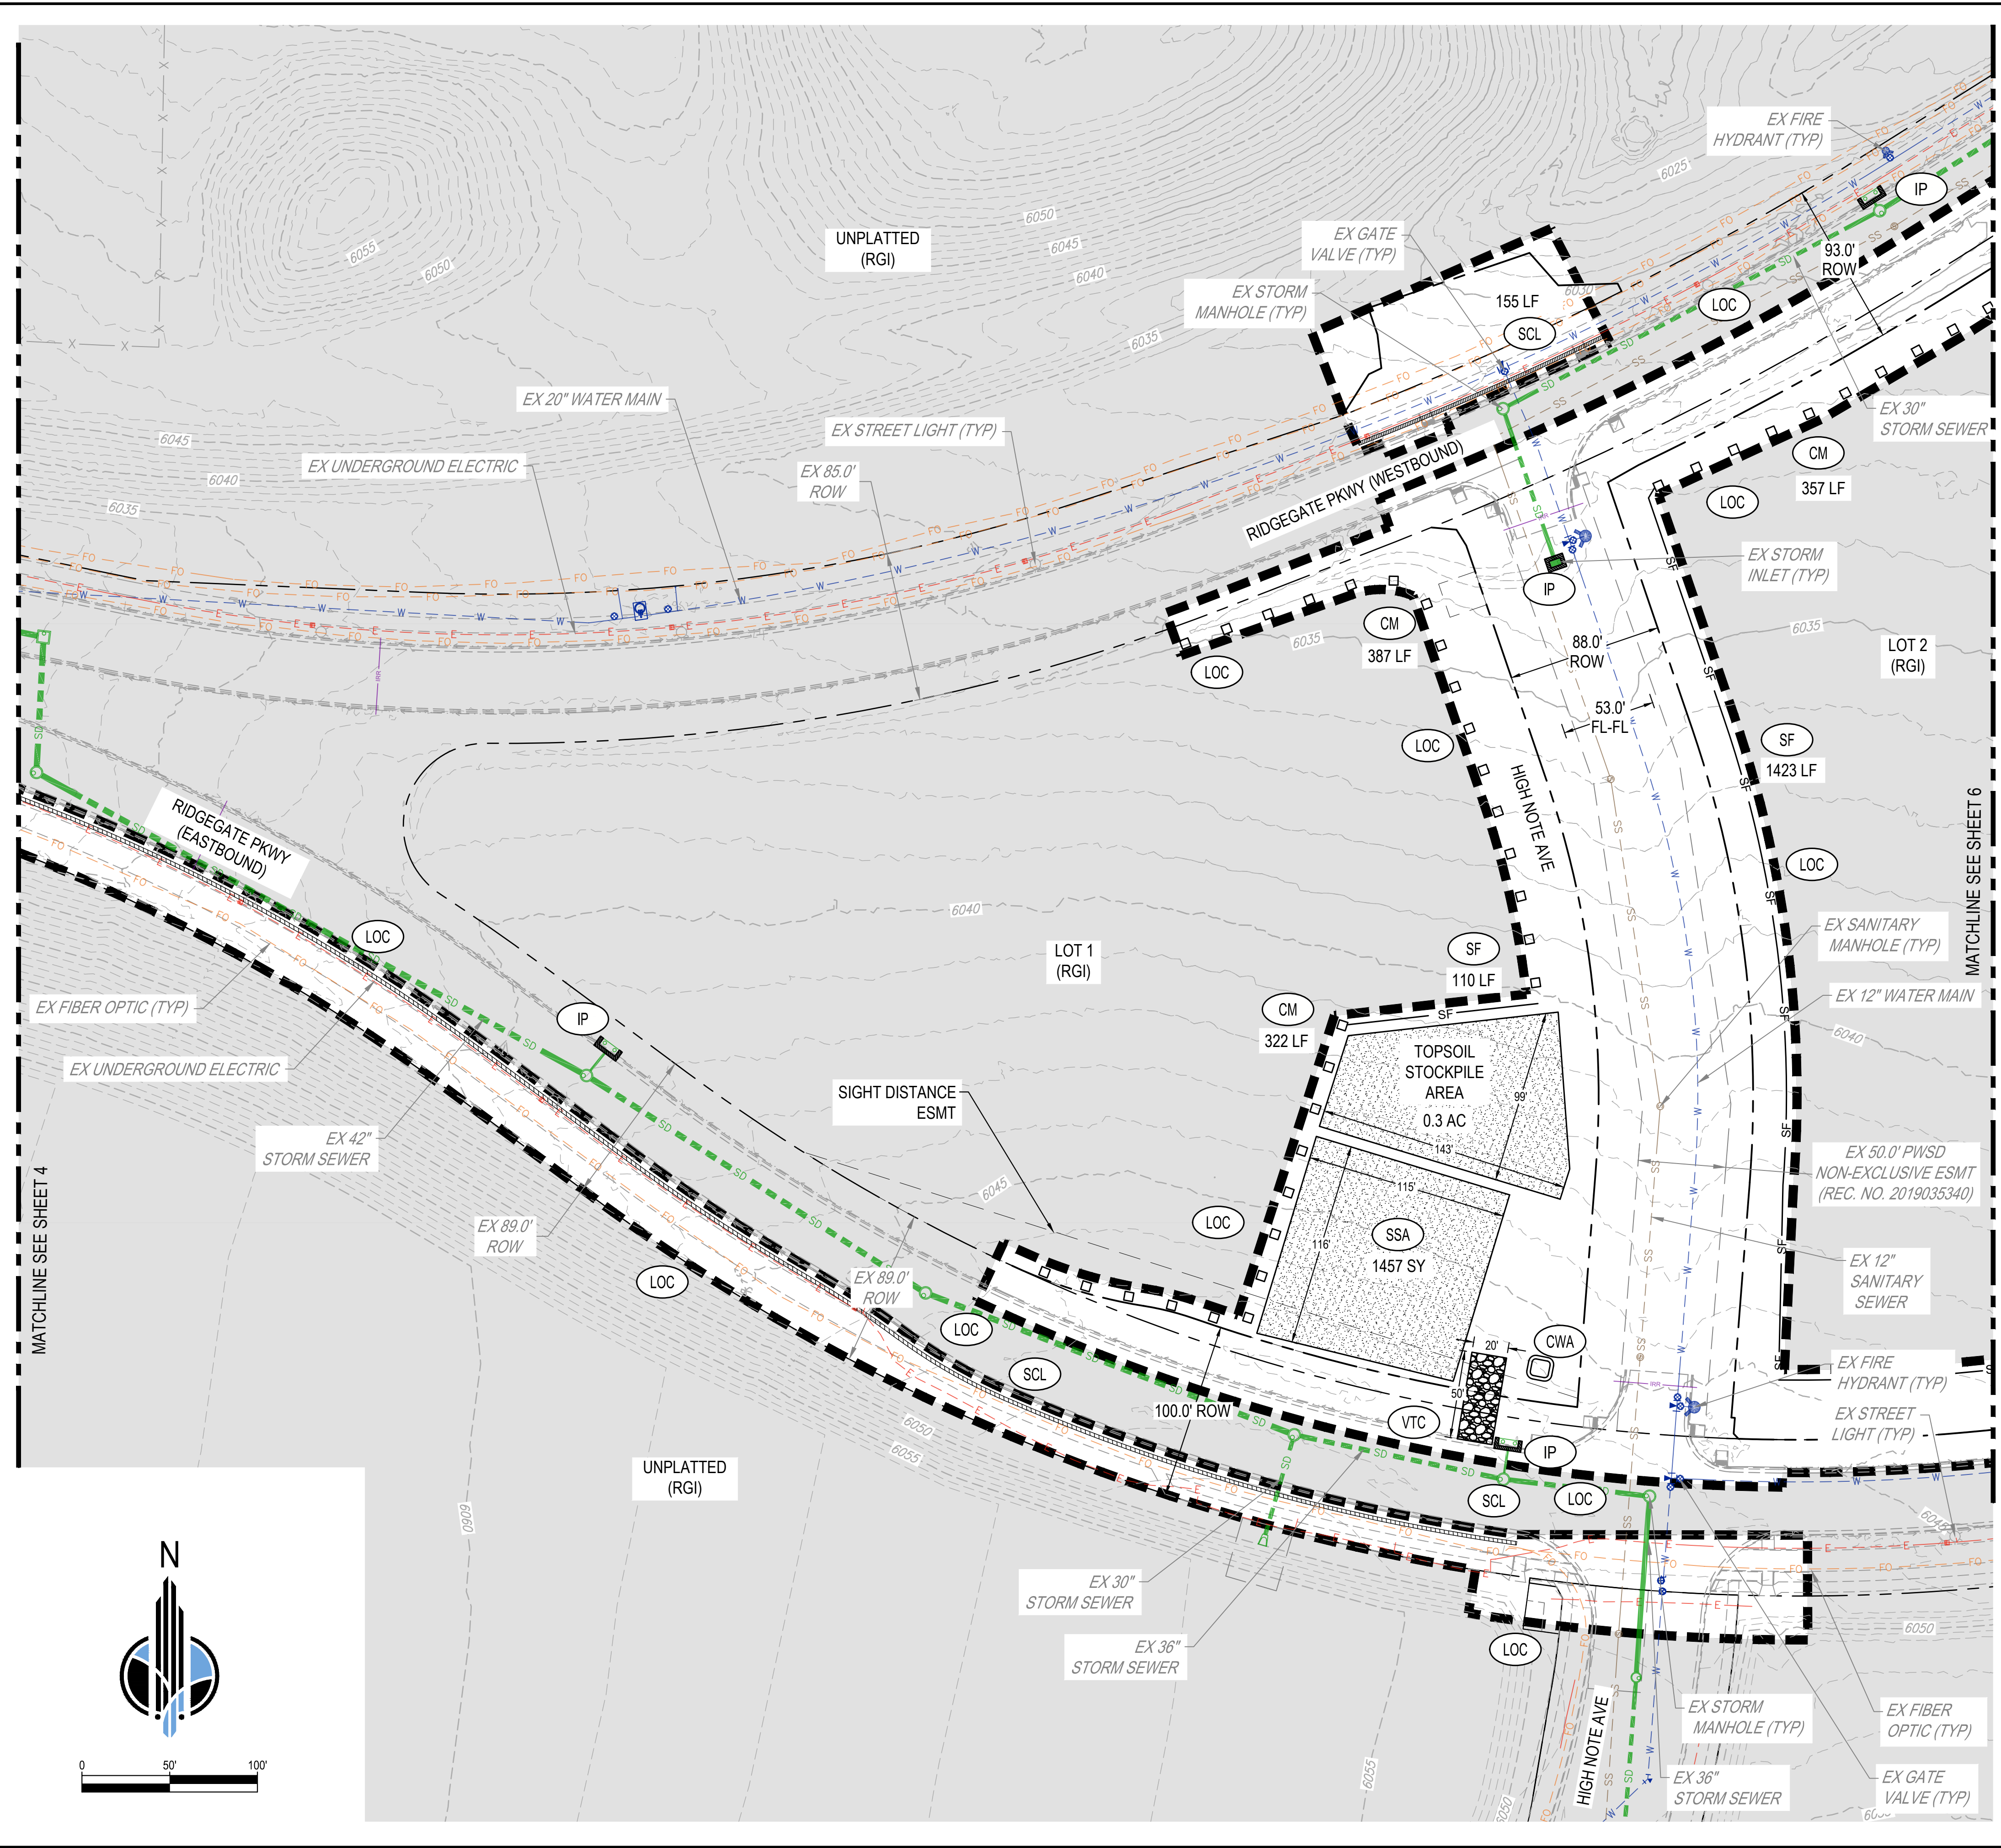 EX FIRE
HYDRANT (TYP)
IP
6025
6050
6045
6040
6035
6055
6050
UNPLATTED
(RGI)
EX GATE
VALVE (TYP)
EX STORM
MANHOLE (TYP)
155 LF
SCL
6030
LOC
93.0'
ROW
EX 30"
STORM SEWER
CM
357 LF
LOC
EX 20" WATER MAIN
EX STREET LIGHT (TYP)
EX UNDERGROUND ELECTRIC
EX 85.0'
ROW
6045
6040
6035
RIDGEGATE PKWY (WESTBOUND)
EX STORM
INLET (TYP)
IP
CM
387 LF
6035
LOC
88.0'
ROW
6035
LOT 2
(RGI)
53.0'
FL-FL
LOC
SF
1423 LF
HIGH NOTE AVE
LOC
MATCHLINE SEE SHEET 6
RIDGEGATE PKWY
(EASTBOUND)
LOC
6040
LOT 1
(RGI)
SF
110 LF
EX SANITARY
MANHOLE (TYP)
EX 12" WATER MAIN
6040
EX FIBER OPTIC (TYP)
IP
CM
322 LF
EX UNDERGROUND ELECTRIC
TOPSOIL
STOCKPILE
AREA
0.3 AC
99'
143'
SIGHT DISTANCE
ESMT
EX 42"
STORM SEWER
EX 50.0' PWSD
NON-EXCLUSIVE ESMT
(REC. NO. 2019035340)
6045
115'
116'
SSA
1457 SY
LOC
EX 89.0'
ROW
MATCHLINE SEE SHEET 4
LOC
EX 89.0'
ROW
EX 12"
SANITARY
SEWER
LOC
SCL
20'
CWA
50'
EX FIRE
HYDRANT (TYP)
100.0' ROW
VTC
IP
EX STREET
LIGHT (TYP)
6050
6055
UNPLATTED
(RGI)
6060
SCL
LOC
EX 30"
STORM SEWER
EX 36"
STORM SEWER
LOC
6050
N
HIGH NOTE AVE
EX STORM
MANHOLE (TYP)
EX FIBER
OPTIC (TYP)
EX 36"
STORM SEWER
EX GATE
VALVE (TYP)
6055
6050
0 50' 100'
SD
SS
W
E
FO
SF
IRR
X